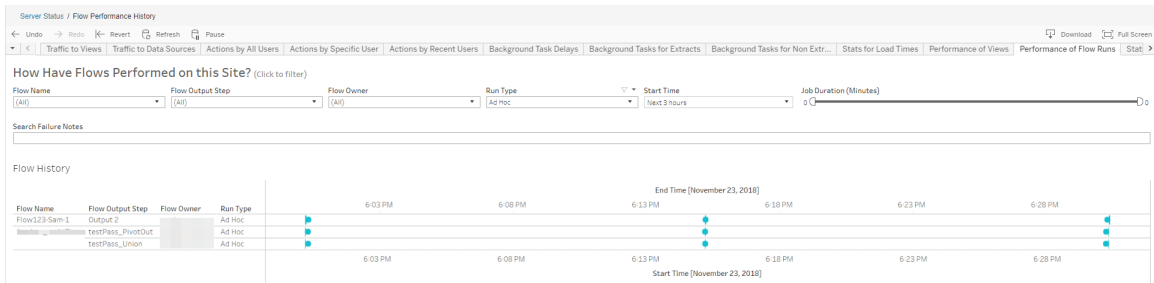 Server Status / Flow Performance History
Undo Redo Revert Refresh Pause Download Full Screen
Traffic to Views Traffic to Data Sources Actions by All Users Actions by Specific User Actions by Recent Users Background Task Delays Background Tasks for Extracts Background Tasks for Non Extr... Stats for Load Times Performance of Views Performance of Flow Runs Stat
How Have Flows Performed on this Site? (Click to filter)
Flow Name Flow Output Step Flow Owner Run Type Start Time Job Duration (Minutes)
(All) (All) (All) Ad Hoc Next 3 hours 0 0
Search Failure Notes
Flow History
End Time [November 23, 2018]
6:03 PM 6:08 PM 6:13 PM 6:18 PM 6:23 PM 6:28 PM
Flow Name Flow Output Step Flow Owner Run Type
Flow123-Sam-1 Output 2 Ad Hoc
testPass_PivotOut Ad Hoc
testPass_Union Ad Hoc
6:03 PM 6:08 PM 6:13 PM 6:18 PM 6:23 PM 6:28 PM
Start Time [November 23, 2018]